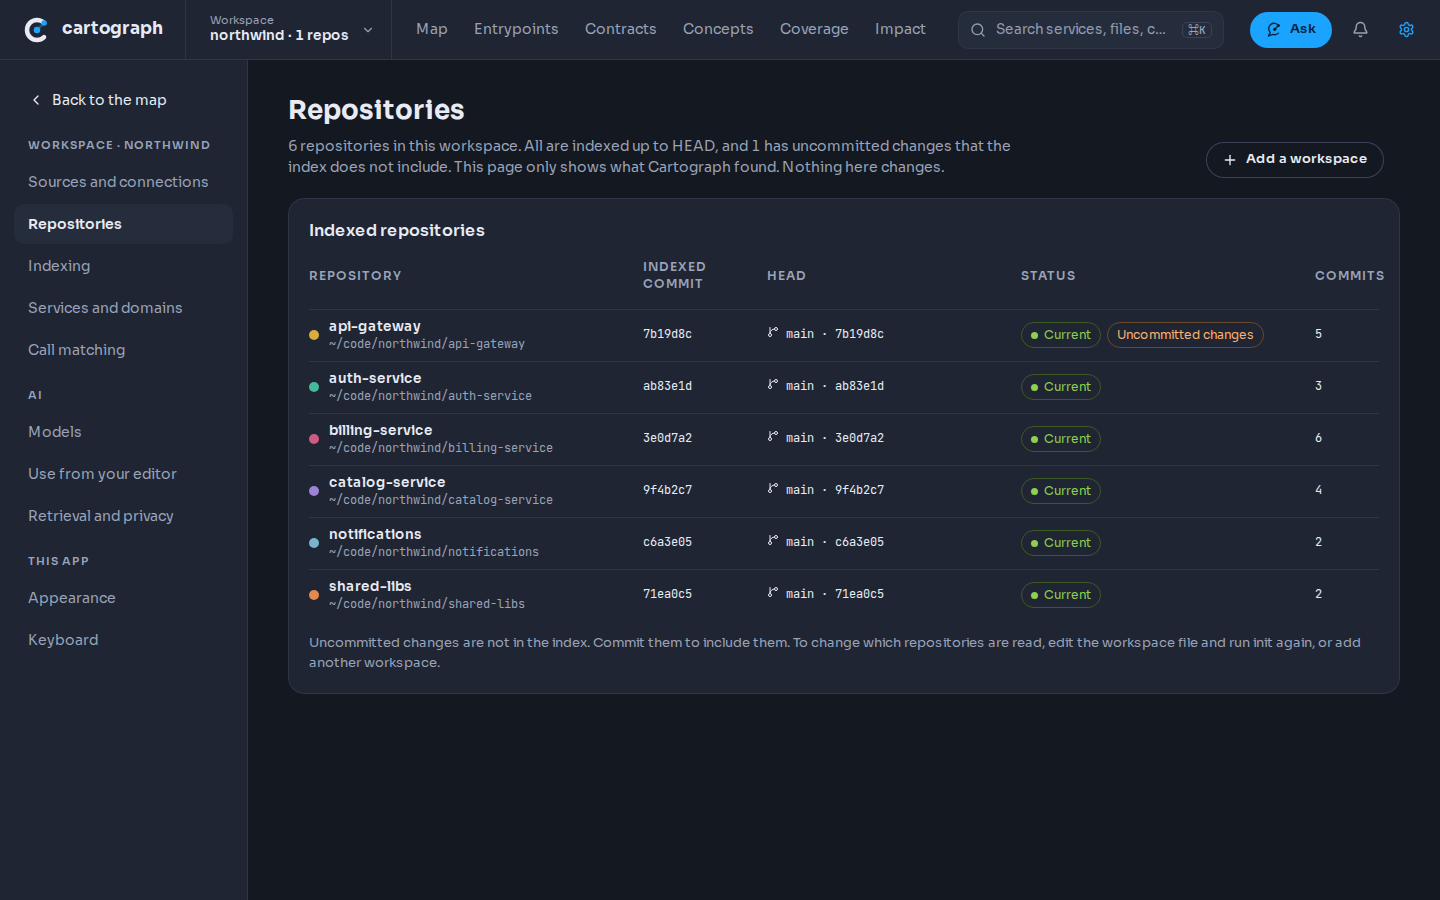 cartograph
Workspace
northwind · 1 repos
Map
Entrypoints
Contracts
Concepts
Coverage
Impact
Search services, files, c...
⌘K
Ask
Back to the map
WORKSPACE · NORTHWIND
Sources and connections
Repositories
Indexing
Services and domains
Call matching
AI
Models
Use from your editor
Retrieval and privacy
THIS APP
Appearance
Keyboard
Repositories
6 repositories in this workspace. All are indexed up to HEAD, and 1 has uncommitted changes that the
index does not include. This page only shows what Cartograph found. Nothing here changes.
Add a workspace
Indexed repositories
REPOSITORY
INDEXED
COMMIT
HEAD
STATUS
COMMITS
api-gateway
~/code/northwind/api-gateway
7b19d8c
main · 7b19d8c
Current
Uncommitted changes
5
auth-service
~/code/northwind/auth-service
ab83e1d
main · ab83e1d
Current
3
billing-service
~/code/northwind/billing-service
3e0d7a2
main · 3e0d7a2
Current
6
catalog-service
~/code/northwind/catalog-service
9f4b2c7
main · 9f4b2c7
Current
4
notifications
~/code/northwind/notifications
c6a3e05
main · c6a3e05
Current
2
shared-libs
~/code/northwind/shared-libs
71ea0c5
main · 71ea0c5
Current
2
Uncommitted changes are not in the index. Commit them to include them. To change which repositories are read, edit the workspace file and run init again, or add
another workspace.